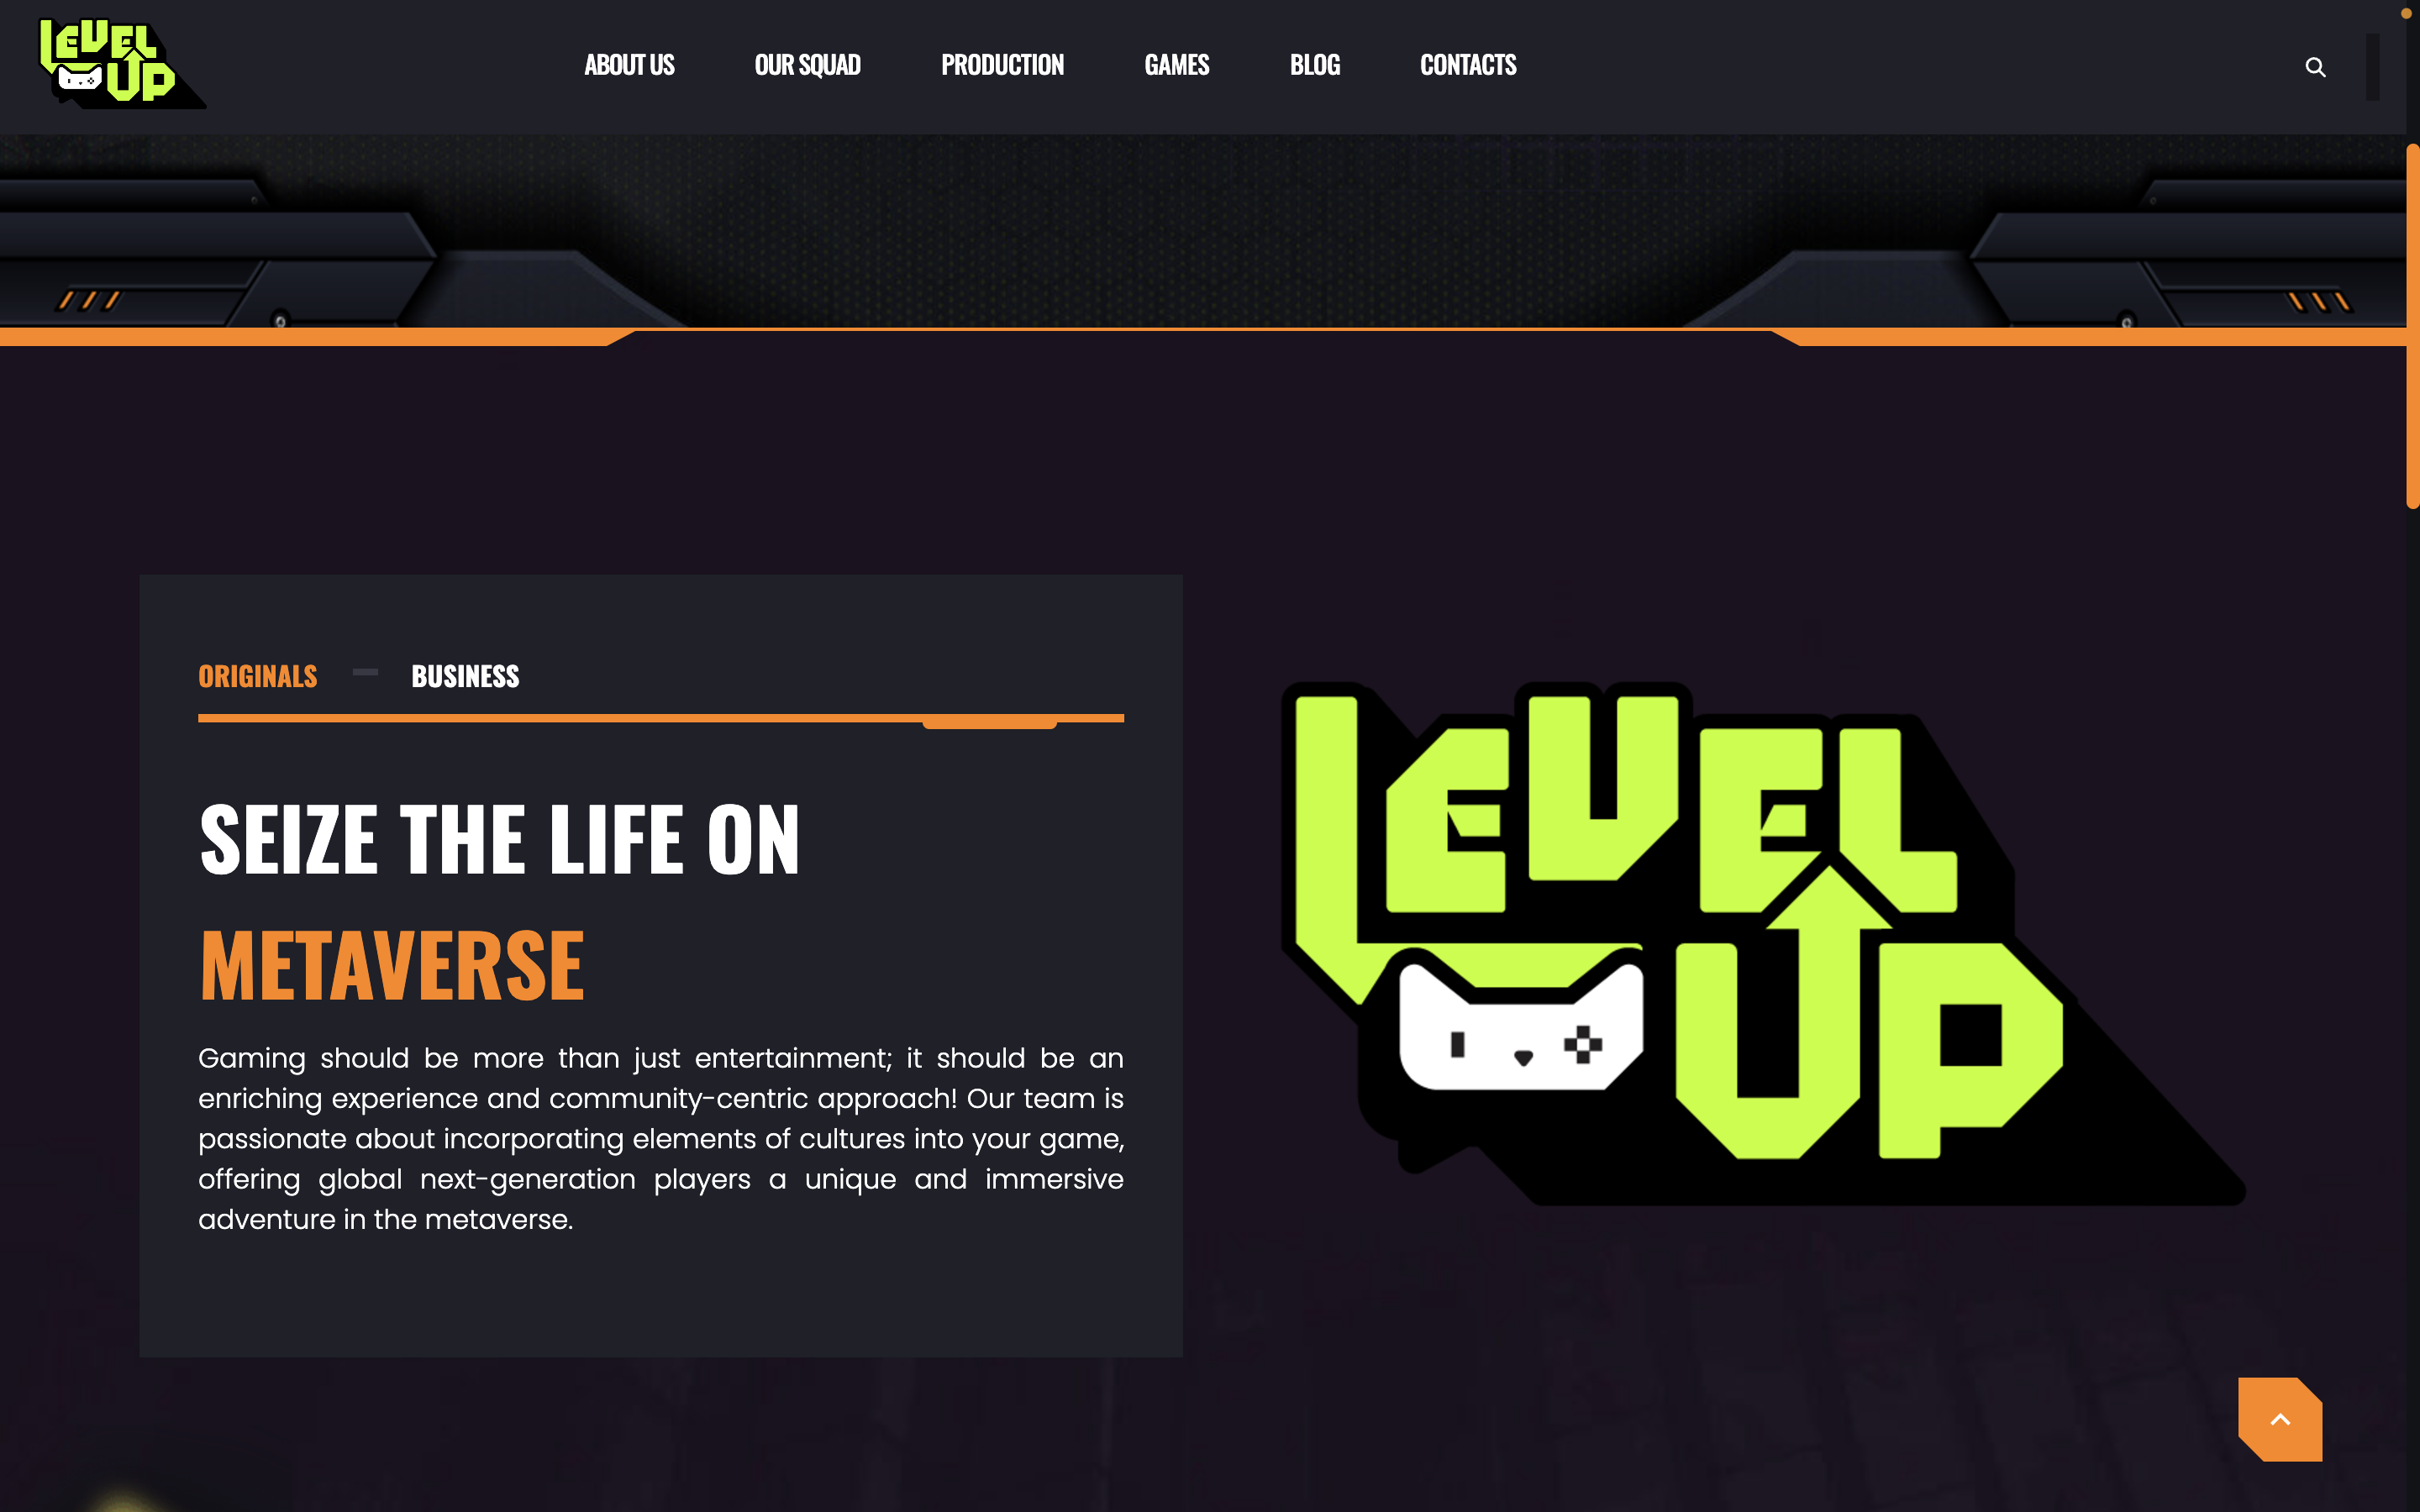 LEVEL
UP
ABOUT US
OUR SQUAD
PRODUCTION
GAMES
BLOG
CONTACTS
ORIGINALS
BUSINESS
SEIZE THE LIFE ON
METAVERSE
Gaming should be more than just entertainment; it should be an
enriching experience and community-centric approach! Our team is
passionate about incorporating elements of cultures into your game,
offering global next-generation players a unique and immersive
adventure in the metaverse.
LEVEL
UP